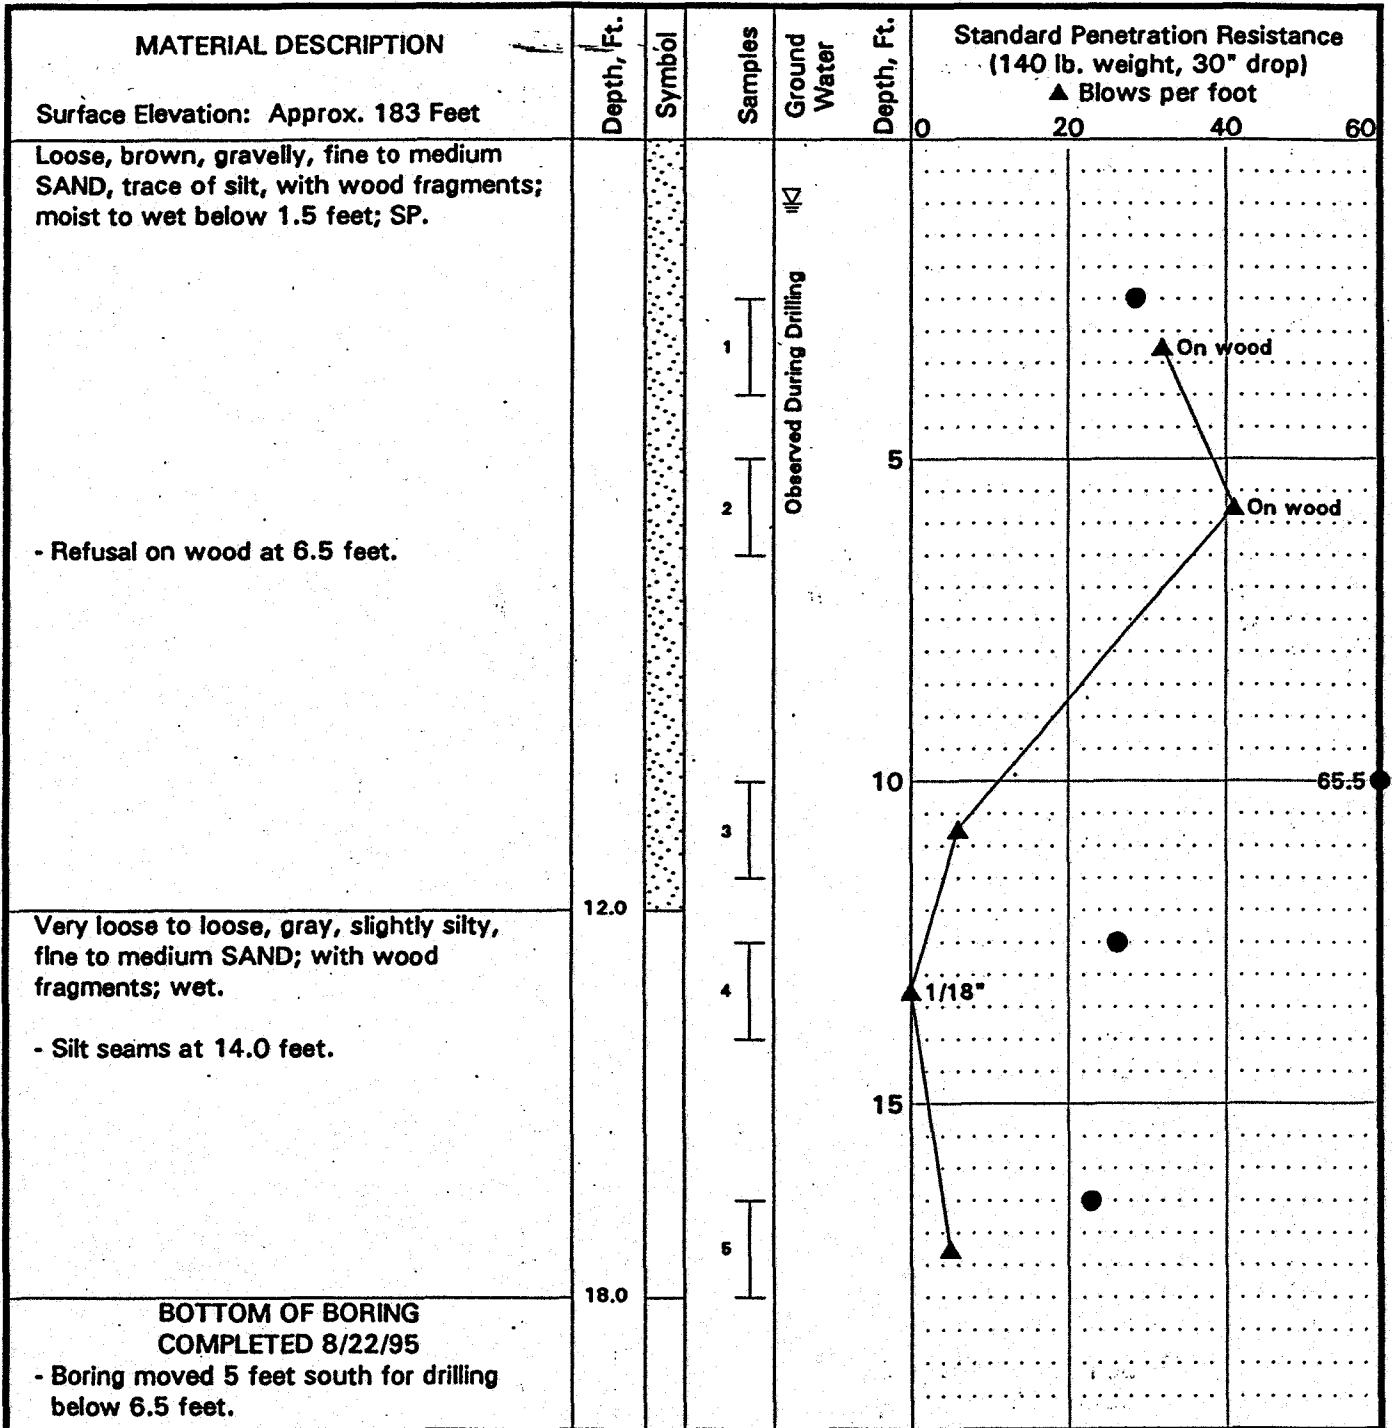 MATERIAL DESCRIPTION
Surface Elevation: Approx. 183 Feet
Depth, Ft.
Symbol
Samples
Ground
Water
Depth, Ft.
Standard Penetration Resistance
(140 lb. weight, 30" drop)
▲ Blows per foot
0 20 40 60
Loose, brown, gravelly, fine to medium
SAND, trace of silt, with wood fragments;
moist to wet below 1.5 feet; SP.
Observed During Drilling
1
On wood
5
2
On wood
- Refusal on wood at 6.5 feet.
10
65.5
3
12.0
Very loose to loose, gray, slightly silty,
fine to medium SAND; with wood
fragments; wet.
4
1/18"
- Silt seams at 14.0 feet.
15
5
18.0
BOTTOM OF BORING
COMPLETED 8/22/95
- Boring moved 5 feet south for drilling
below 6.5 feet.